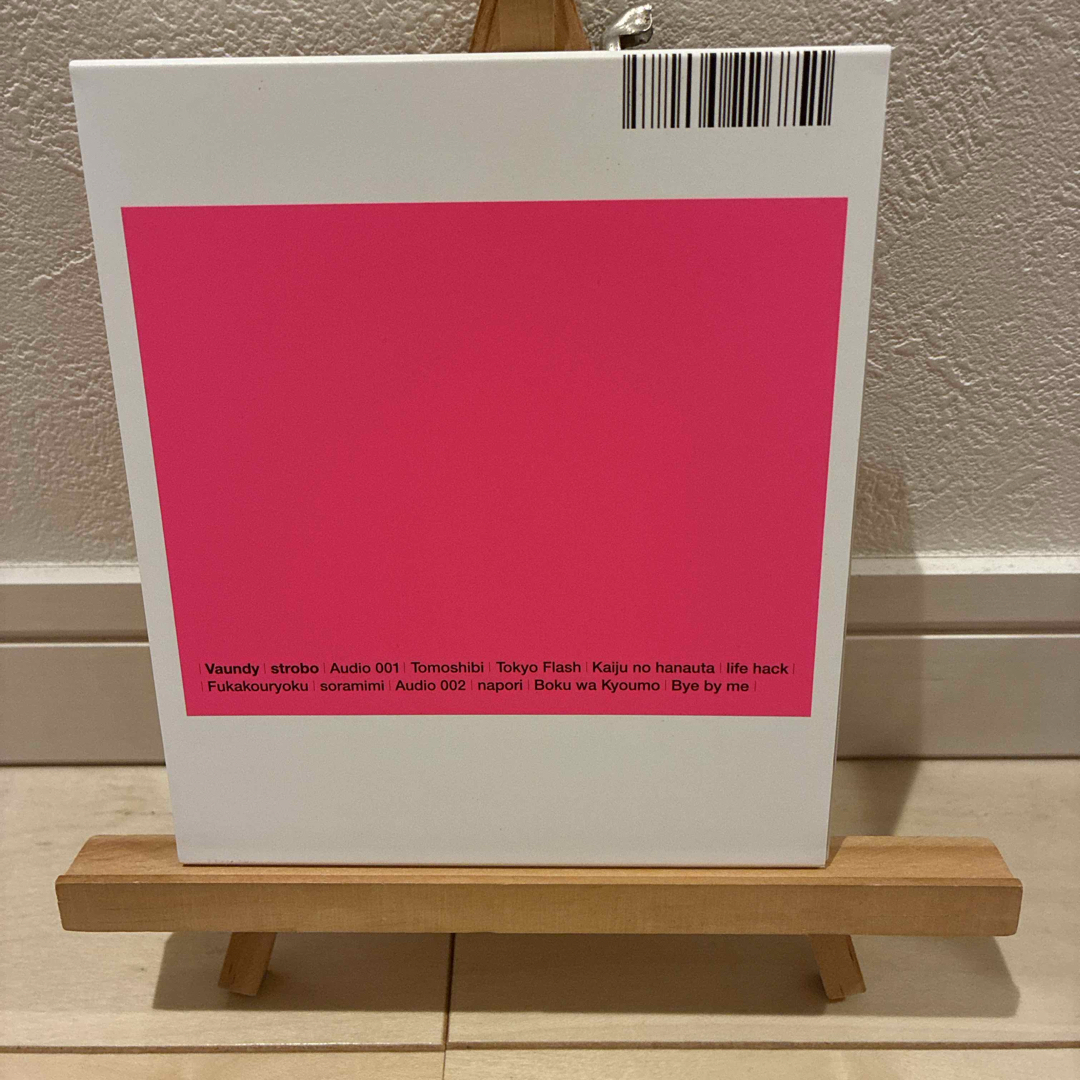 | Vaundy | strobo | Audio 001 | Tomoshibi | Tokyo Flash | Kaiju no hanauta | life hack |
| Fukakouryoku | soramimi | Audio 002 | napori | Boku wa Kyoumo | Bye by me |